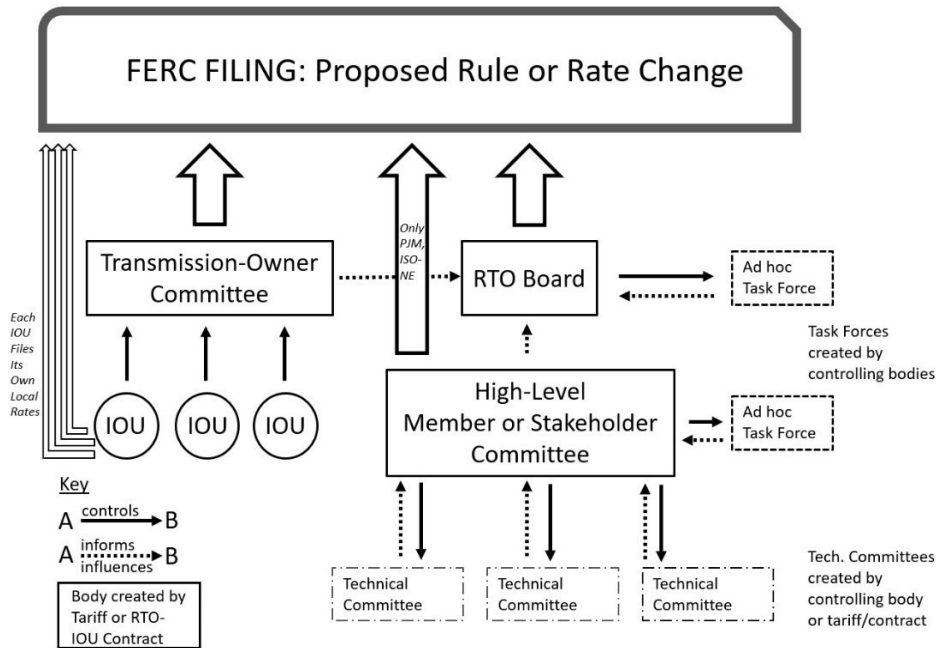 FERC FILING: Proposed Rule or Rate Change
Only
PJM,
ISO-
NE
Transmission-Owner
Committee
RTO Board
Ad hoc
Task Force
Each
IOU
Files
Its
Own
Local
Rates
Task Forces
created by
controlling bodies
IOU
IOU
IOU
High-Level
Member or Stakeholder
Committee
Ad hoc
Task Force
Key
A controls B
A informs B
influences
Body created by
Tariff or RTO-
IOU Contract
Technical
Committee
Technical
Committee
Technical
Committee
Tech. Committees
created by
controlling body
or tariff/contract